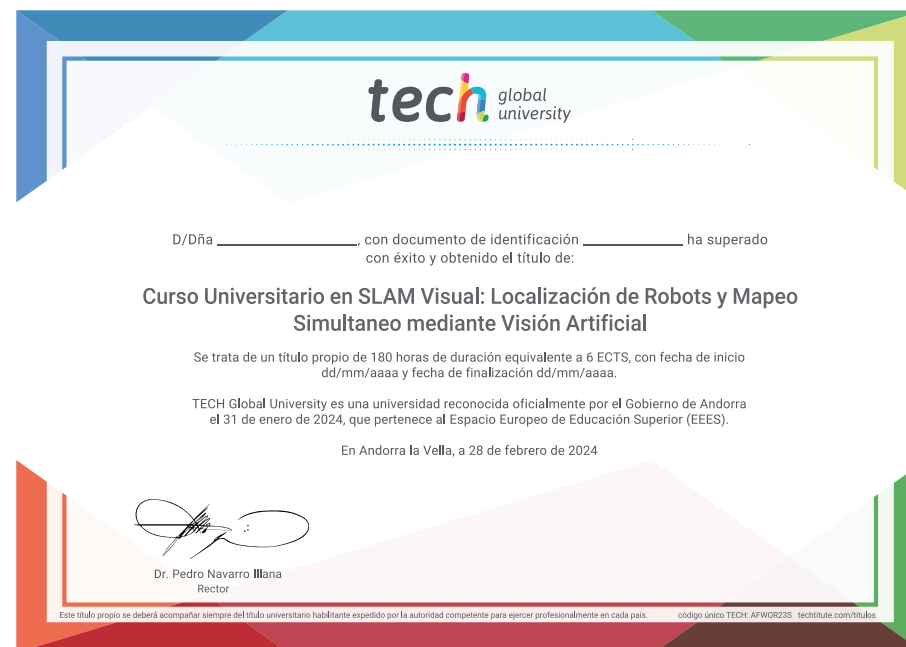 tech global university
D/Dña ____________________, con documento de identificación ______________ ha superado
con éxito y obtenido el título de:
Curso Universitario en SLAM Visual: Localización de Robots y Mapeo
Simultaneo mediante Visión Artificial
Se trata de un título propio de 180 horas de duración equivalente a 6 ECTS, con fecha de inicio
dd/mm/aaaa y fecha de finalización dd/mm/aaaa.
TECH Global University es una universidad reconocida oficialmente por el Gobierno de Andorra
el 31 de enero de 2024, que pertenece al Espacio Europeo de Educación Superior (EEES).
En Andorra la Vella, a 28 de febrero de 2024
Dr. Pedro Navarro Illana
Rector
Este título propio se deberá acompañar siempre del título universitario habilitante expedido por la autoridad competente para ejercer profesionalmente en cada país. código único TECH: AFWOR23S techtitute.com/titulos